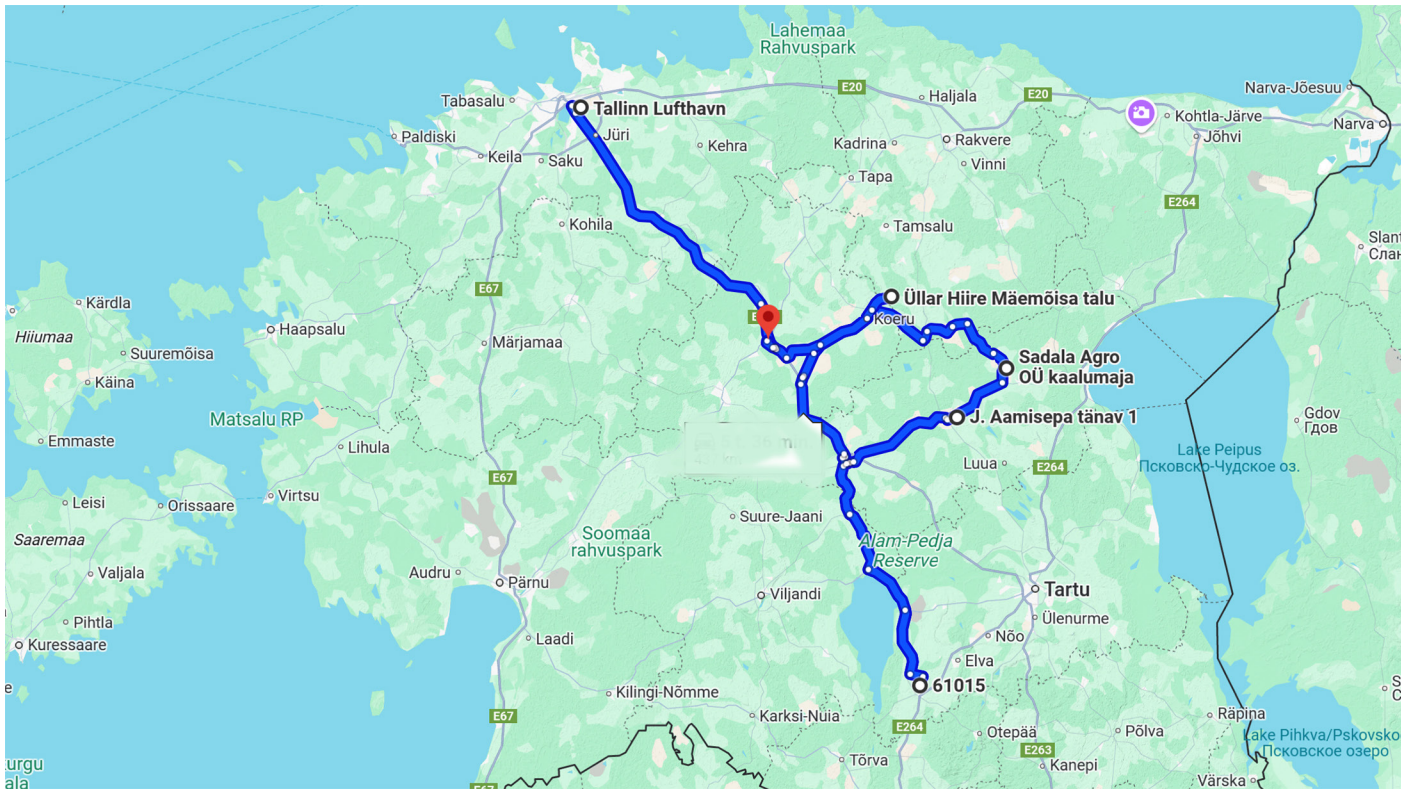 Lahemaa
Rahvuspark
E20
E20
Haljala
Narva-Jõesuu
Tabasalu
Tallinn Lufthavn
Kohtla-Järve
Narva
Paldiski
Jüri
Jõhvi
Keila
Saku
Kehra
Kadrina
Rakvere
Vinni
Tapa
E264
Kohila
Tamsalu
Slant
Слан
E67
Kärdla
Üllar Hiire Mäemõisa talu
Hiiumaa
Haapsalu
E
Koeru
Suuremõisa
Märjamaa
Käina
Sadala Agro
OÜ kaalumaja
Matsalu RP
J. Aamisepa tänav 1
Gdov
Гдов
Emmaste
Lihula
Luua
E264
Lake Peipus
Псковско-Чудское оз.
E67
Virtsu
Leisi
Orissaare
Suure-Jaani
Saaremaa
Soomaa
rahvuspark
Alam-Pedja
Reserve
Valjala
Audru
Pärnu
Viljandi
Tartu
Ülenurme
Pihtla
Kuressaare
Laadi
Nõo
Elva
61015
e
Kilingi-Nõmme
S
С
E67
Karksi-Nuia
E264
Otepää
Põlva
Räpina
E263
Lake Pihkva/Pskovsko
Псковское озеро
Tõrva
Kanepi
urgu
ala
Värska
E67